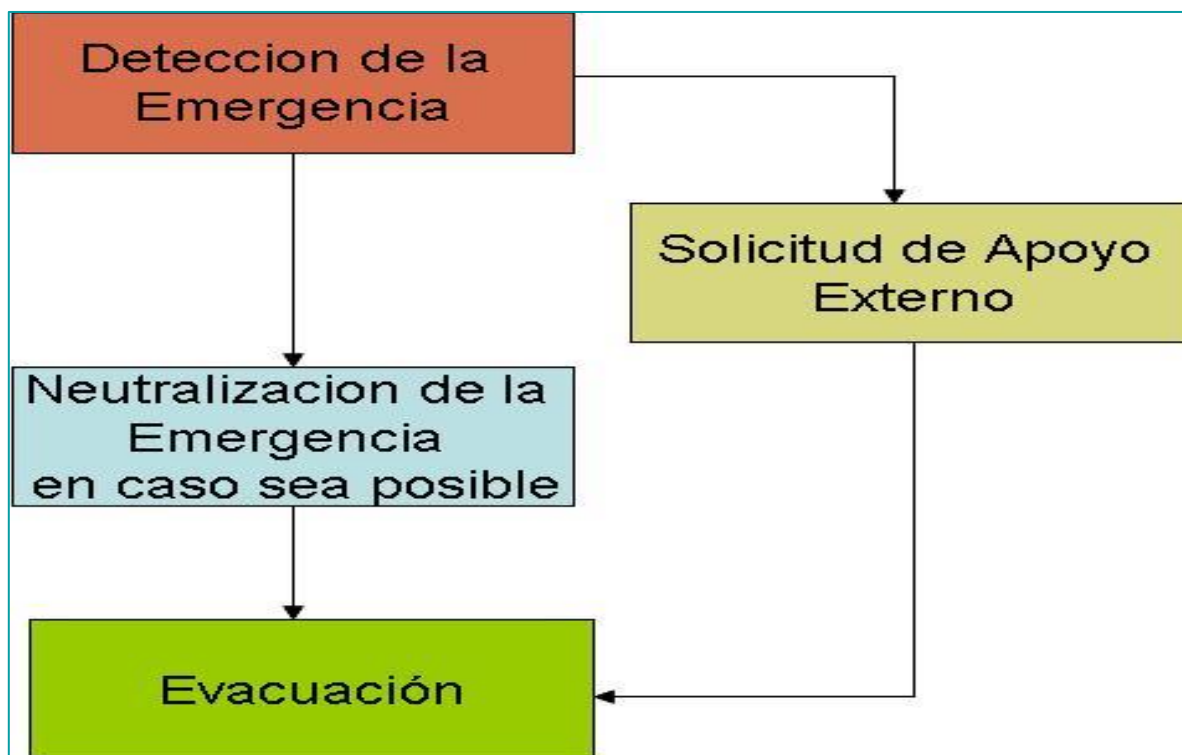 Deteccion de la
Emergencia
Solicitud de Apoyo
Externo
Neutralizacion de la
Emergencia
en caso sea posible
Evacuación